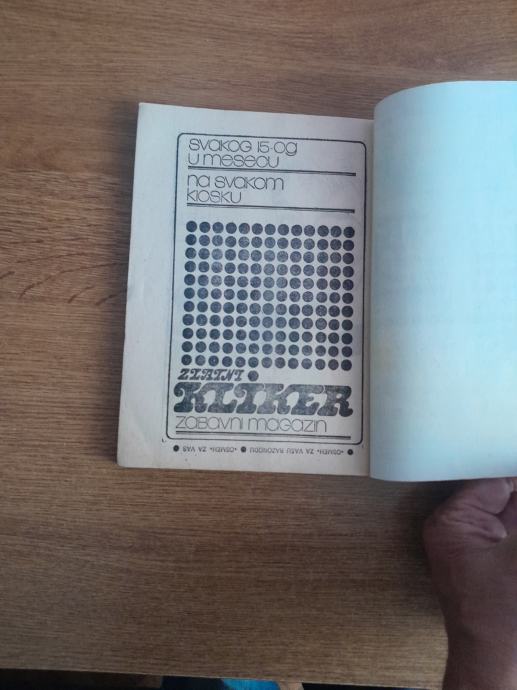 svakog 15-og
u mesecu
na svakom
kiosku
ZLATNI
KLIKER
zabavni magazin
•OSMEH• ZA VAŠU RAZONODU • •OSMEH• ZA VAS •